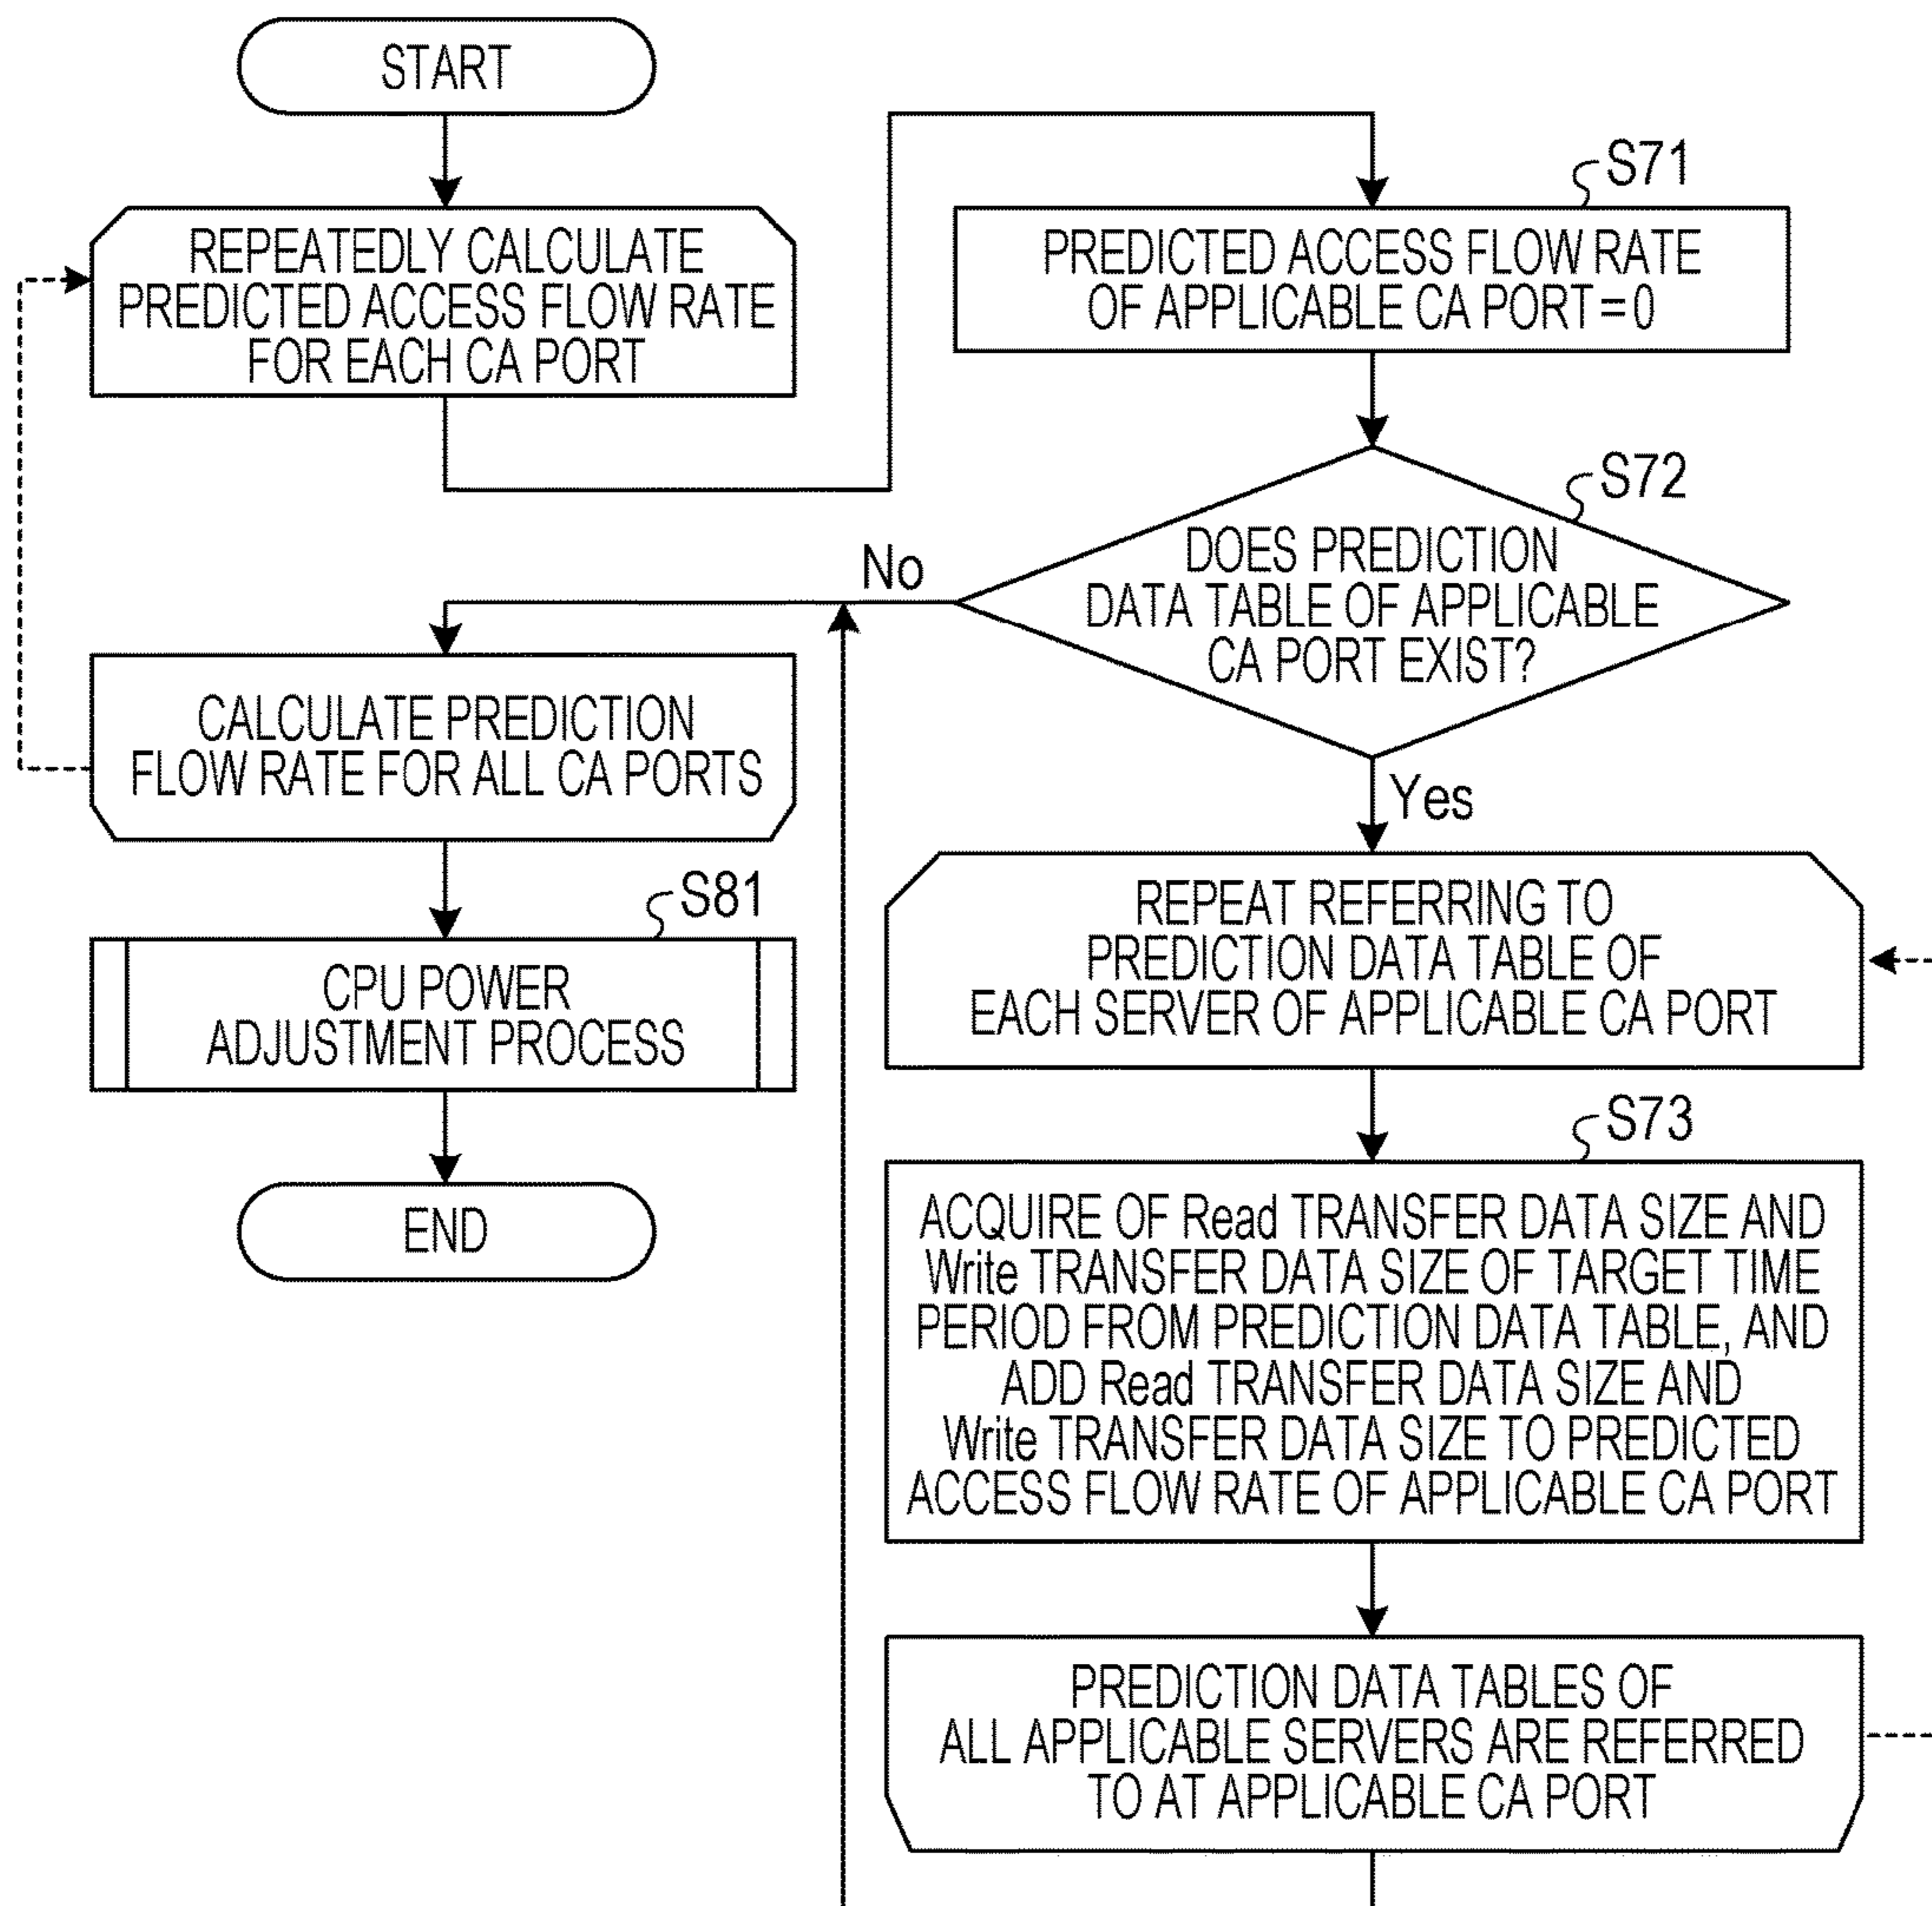 START
REPEATEDLY CALCULATE
PREDICTED ACCESS FLOW RATE
FOR EACH CA PORT
S71
PREDICTED ACCESS FLOW RATE
OF APPLICABLE CA PORT=0
S72
DOES PREDICTION
DATA TABLE OF APPLICABLE
CA PORT EXIST?
No
Yes
CALCULATE PREDICTION
FLOW RATE FOR ALL CA PORTS
S81
CPU POWER
ADJUSTMENT PROCESS
END
REPEAT REFERRING TO
PREDICTION DATA TABLE OF
EACH SERVER OF APPLICABLE CA PORT
S73
ACQUIRE OF Read TRANSFER DATA SIZE AND
Write TRANSFER DATA SIZE OF TARGET TIME
PERIOD FROM PREDICTION DATA TABLE, AND
ADD Read TRANSFER DATA SIZE AND
Write TRANSFER DATA SIZE TO PREDICTED
ACCESS FLOW RATE OF APPLICABLE CA PORT
PREDICTION DATA TABLES OF
ALL APPLICABLE SERVERS ARE REFERRED
TO AT APPLICABLE CA PORT